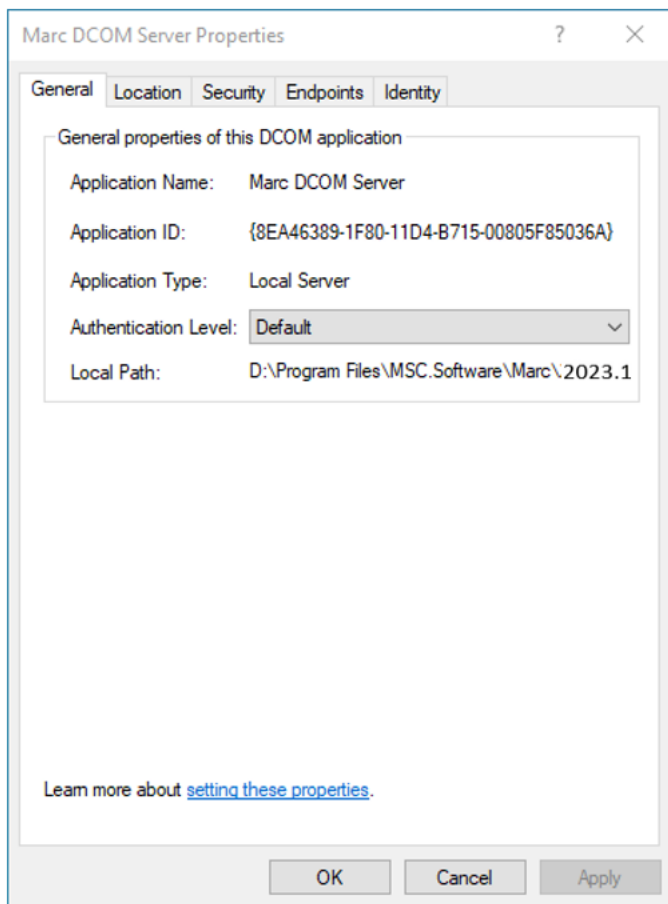 Marc DCOM Server Properties
General Location Security Endpoints Identity
General properties of this DCOM application
Application Name: Marc DCOM Server
Application ID: {8EA46389-1F80-11D4-B715-00805F85036A}
Application Type: Local Server
Authentication Level: Default
Local Path: D:\Program Files\MSC.Software\Marc\2023.1
Learn more about setting these properties.
OK Cancel Apply